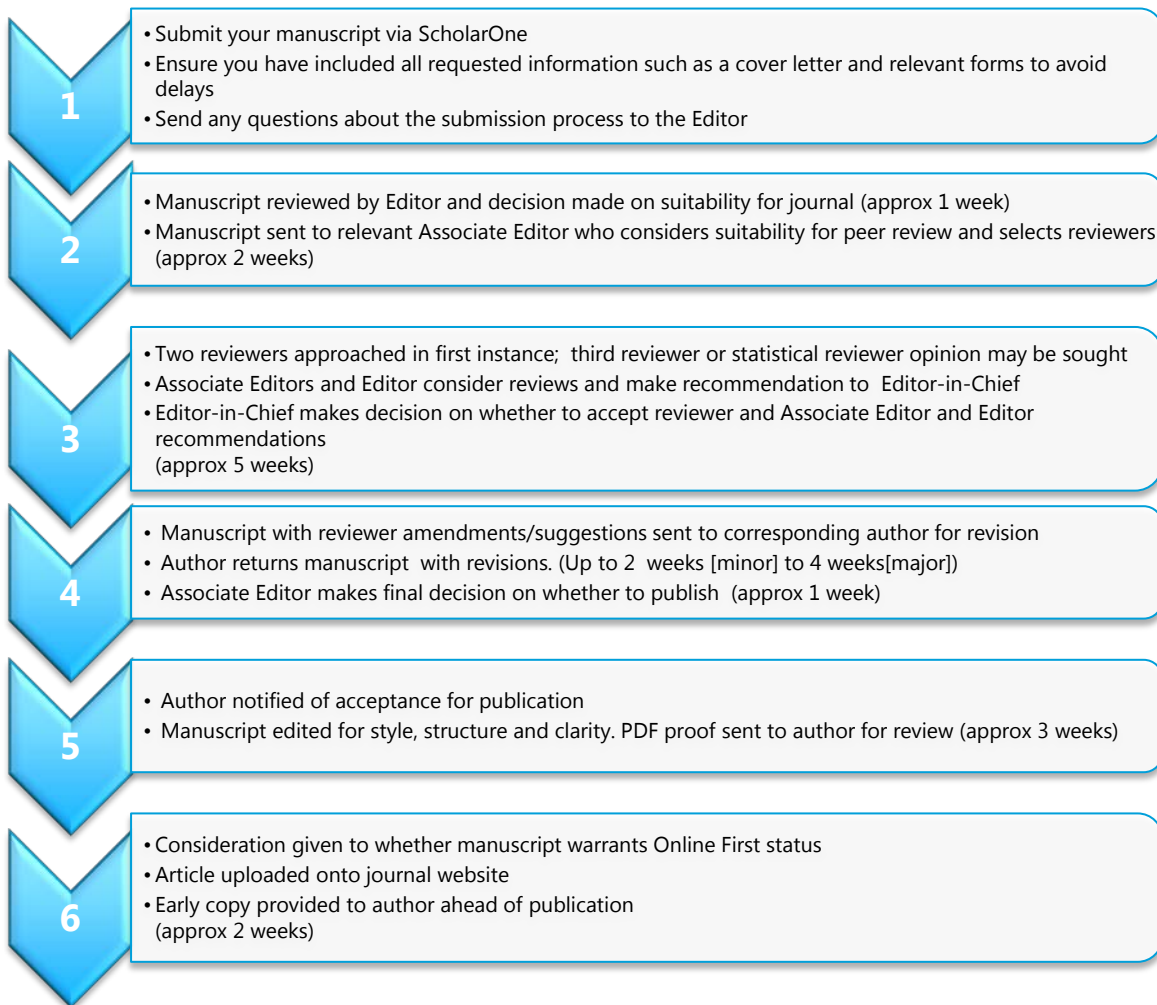 1
• Submit your manuscript via ScholarOne
• Ensure you have included all requested information such as a cover letter and relevant forms to avoid
delays
• Send any questions about the submission process to the Editor
2
• Manuscript reviewed by Editor and decision made on suitability for journal (approx 1 week)
• Manuscript sent to relevant Associate Editor who considers suitability for peer review and selects reviewers
(approx 2 weeks)
3
• Two reviewers approached in first instance; third reviewer or statistical reviewer opinion may be sought
• Associate Editors and Editor consider reviews and make recommendation to Editor-in-Chief
• Editor-in-Chief makes decision on whether to accept reviewer and Associate Editor and Editor
recommendations
(approx 5 weeks)
4
• Manuscript with reviewer amendments/suggestions sent to corresponding author for revision
• Author returns manuscript with revisions. (Up to 2 weeks [minor] to 4 weeks[major])
• Associate Editor makes final decision on whether to publish (approx 1 week)
5
• Author notified of acceptance for publication
• Manuscript edited for style, structure and clarity. PDF proof sent to author for review (approx 3 weeks)
6
• Consideration given to whether manuscript warrants Online First status
• Article uploaded onto journal website
• Early copy provided to author ahead of publication
(approx 2 weeks)